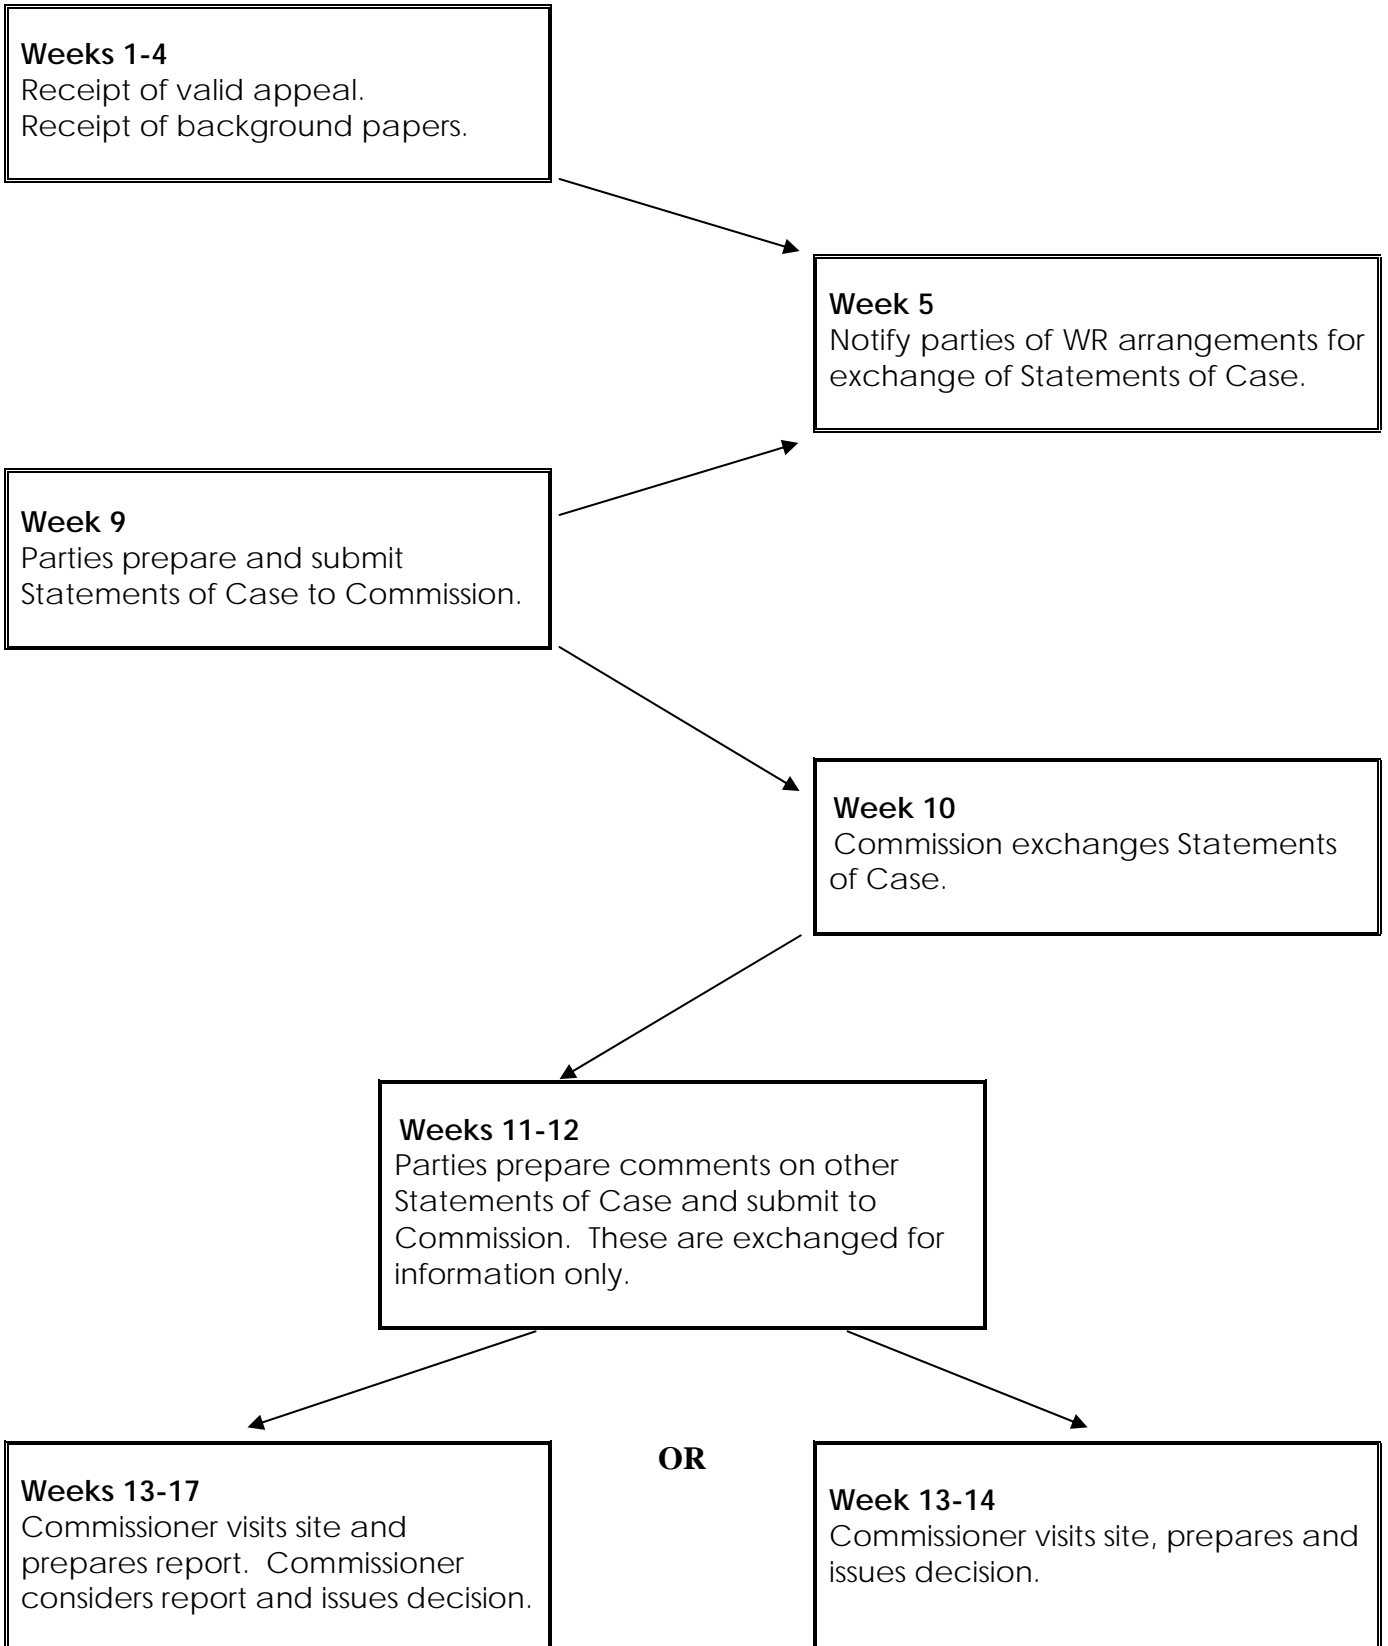 Weeks 1-4
Receipt of valid appeal.
Receipt of background papers.
Week 5
Notify parties of WR arrangements for
exchange of Statements of Case.
Week 9
Parties prepare and submit
Statements of Case to Commission.
Week 10
Commission exchanges Statements
of Case.
Weeks 11-12
Parties prepare comments on other
Statements of Case and submit to
Commission.  These are exchanged for
information only.
Weeks 13-17
Commissioner visits site and
prepares report.  Commissioner
considers report and issues decision.
OR
Week 13-14
Commissioner visits site, prepares and
issues decision.